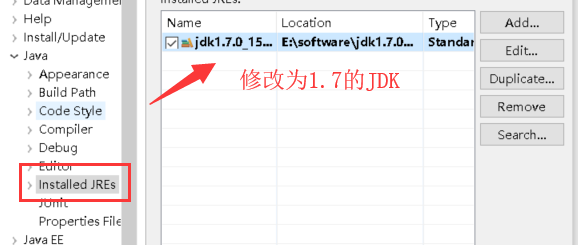 Data Management
Help
Install/Update
Java
Appearance
Build Path
Code Style
Compiler
Debug
Editor
Installed JREs
JUnit
Properties File
Java EE
Installed JREs:
Name Location Type
jdk1.7.0_15... E:\software\jdk1.7.0... Standar
修改为1.7的JDK
Add...
Edit...
Duplicate...
Remove
Search...